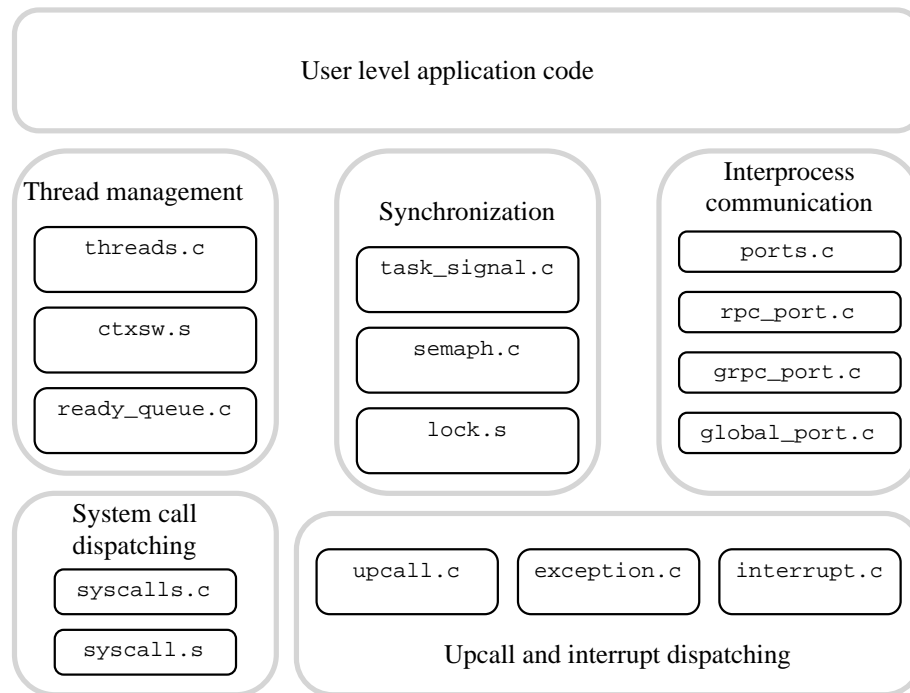 User level application code
Thread management
threads.c
ctxsw.s
ready_queue.c
Synchronization
task_signal.c
semaph.c
lock.s
Interprocess
communication
ports.c
rpc_port.c
grpc_port.c
global_port.c
System call
dispatching
syscalls.c
syscall.s
upcall.c
exception.c
interrupt.c
Upcall and interrupt dispatching